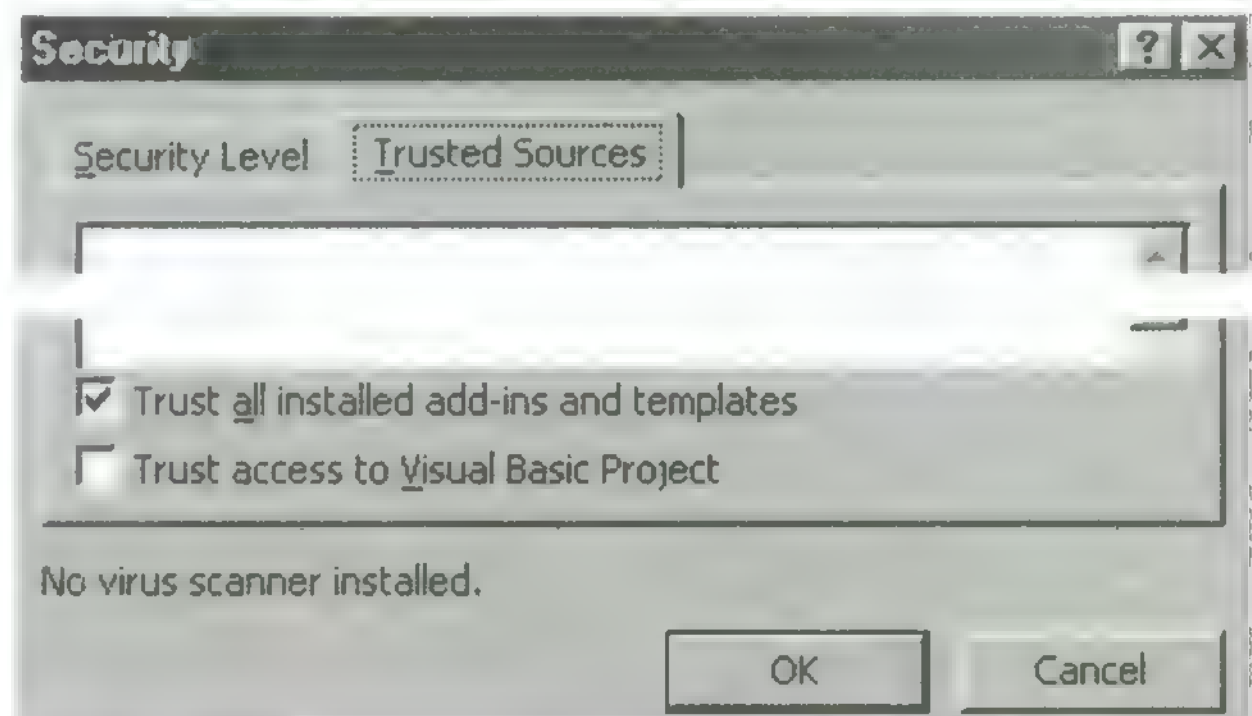 Security
Security Level Trusted Sources
Trust all installed add-ins and templates
Trust access to Visual Basic Project
No virus scanner installed.
OK Cancel